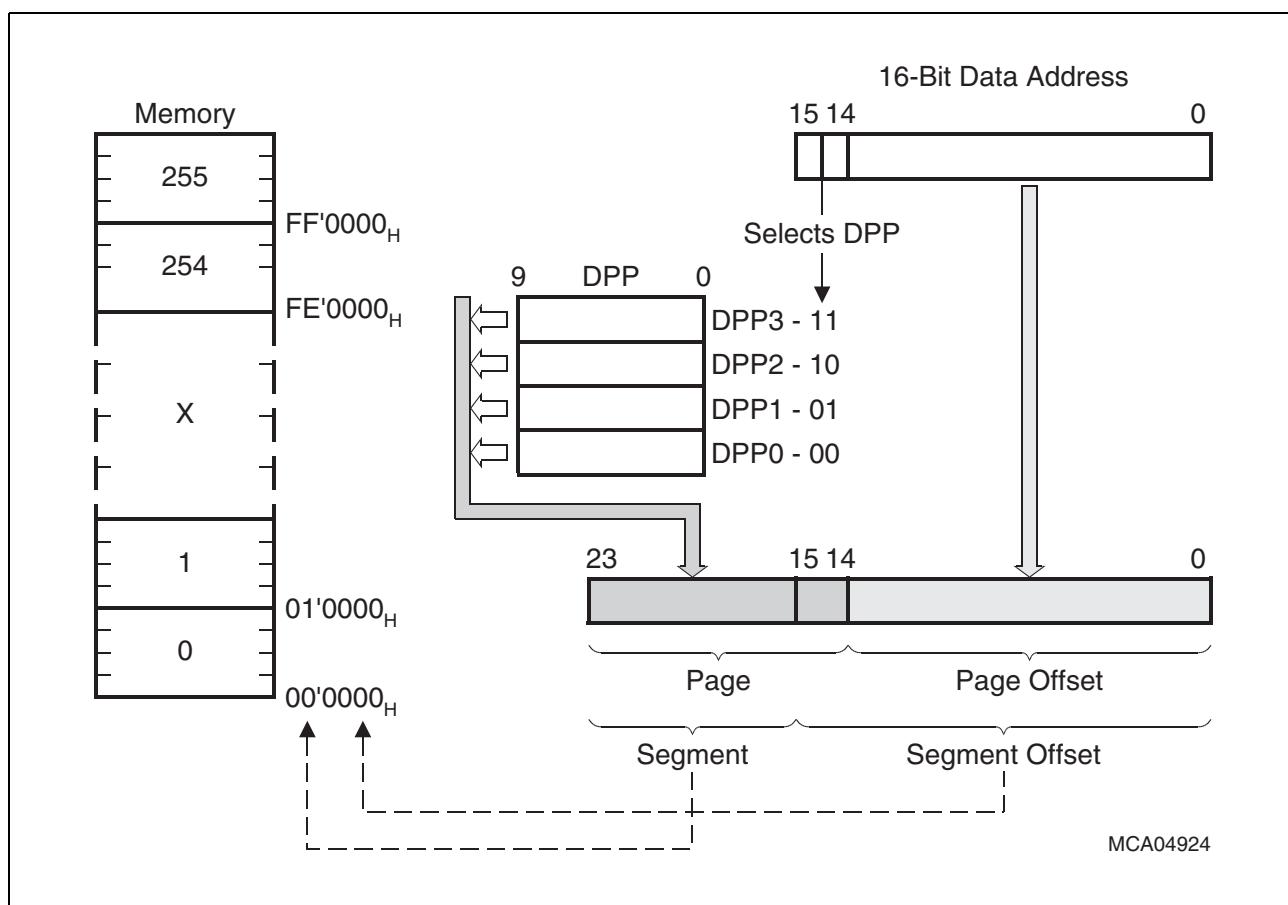 16-Bit Data Address
Memory
15 14 0
255
FF'0000H
Selects DPP
254
9 DPP 0
FE'0000H
DPP3 - 11
DPP2 - 10
X
DPP1 - 01
DPP0 - 00
1
23 15 14 0
01'0000H
0
Page Page Offset
00'0000H
Segment Segment Offset
MCA04924